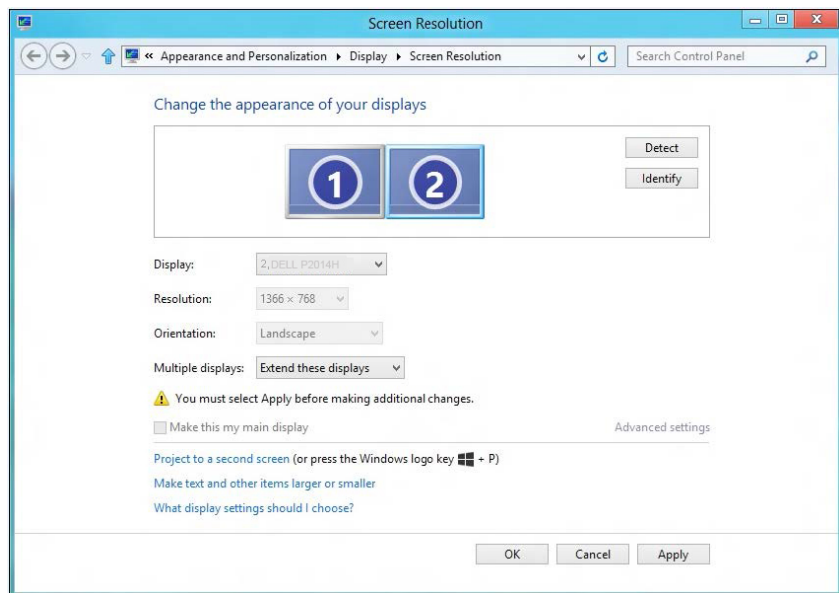 Screen Resolution
« Appearance and Personalization ▸ Display ▸ Screen Resolution
Search Control Panel
Change the appearance of your displays
1
2
Detect
Identify
Display: 2,DELL P2014H
Resolution: 1366 × 768
Orientation: Landscape
Multiple displays: Extend these displays
You must select Apply before making additional changes.
Make this my main display
Advanced settings
Project to a second screen (or press the Windows logo key + P)
Make text and other items larger or smaller
What display settings should I choose?
OK
Cancel
Apply